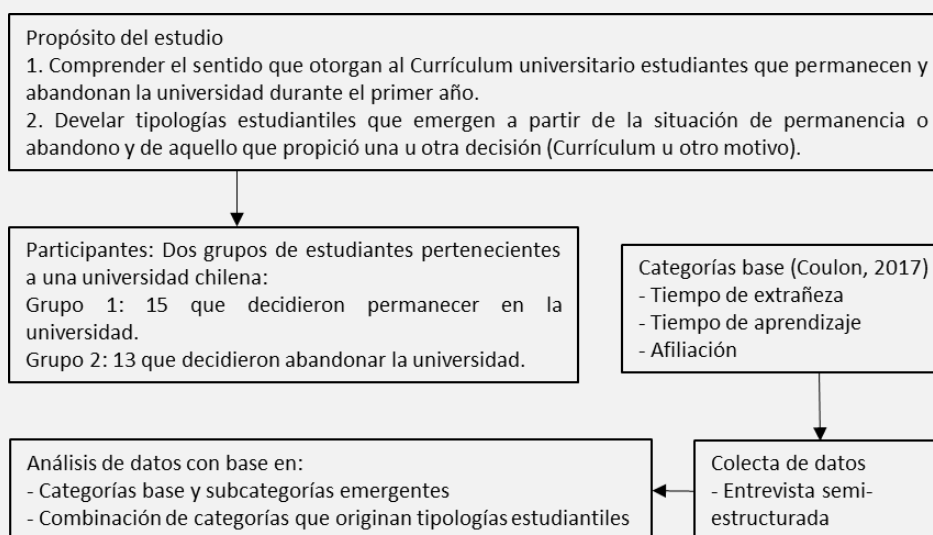 Propósito del estudio
1. Comprender el sentido que otorgan al Currículum universitario estudiantes que permanecen y
abandonan la universidad durante el primer año.
2. Develar tipologías estudiantiles que emergen a partir de la situación de permanencia o
abandono y de aquello que propició una u otra decisión (Currículum u otro motivo).
Participantes: Dos grupos de estudiantes pertenecientes
a una universidad chilena:
Grupo 1: 15 que decidieron permanecer en la
universidad.
Grupo 2: 13 que decidieron abandonar la universidad.
Categorías base (Coulon, 2017)
- Tiempo de extrañeza
- Tiempo de aprendizaje
- Afiliación
Análisis de datos con base en:
- Categorías base y subcategorías emergentes
- Combinación de categorías que originan tipologías estudiantiles
Colecta de datos
- Entrevista semi-
estructurada